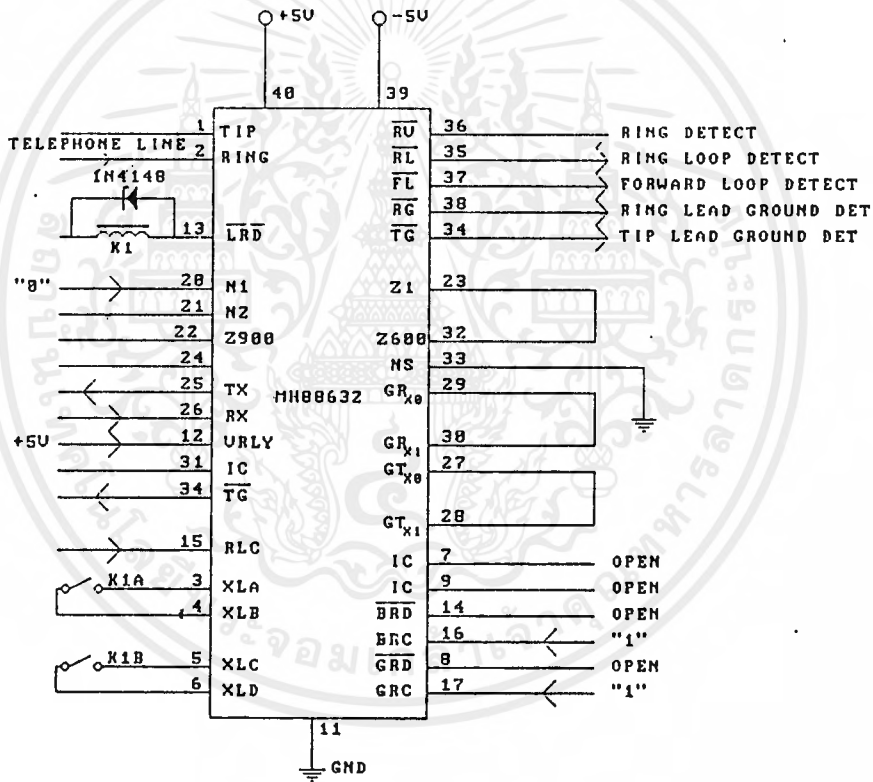 +5V
-5V
40
39
1 TIP
TELEPHONE LINE
2 RING
1N4148
K1
13 LRD
"0"
20 N1
21 N2
22 Z900
24
25 TX
26 RX
+5V
12 VRLY
31 IC
34 TG
15 RLC
K1A
3 XLA
4 XLB
K1B
5 XLC
6 XLD
MH88632
RV 36 RING DETECT
RL 35 RING LOOP DETECT
FL 37 FORWARD LOOP DETECT
RG 38 RING LEAD GROUND DET
TG 34 TIP LEAD GROUND DET
Z1 23
Z600 32
NS 33
GRX0 29
GRX1 30
GTX0 27
GTX1 28
IC 7 OPEN
IC 9 OPEN
BRD 14 OPEN
BRC 16 "1"
GRD 8 OPEN
GRC 17 "1"
11
GND